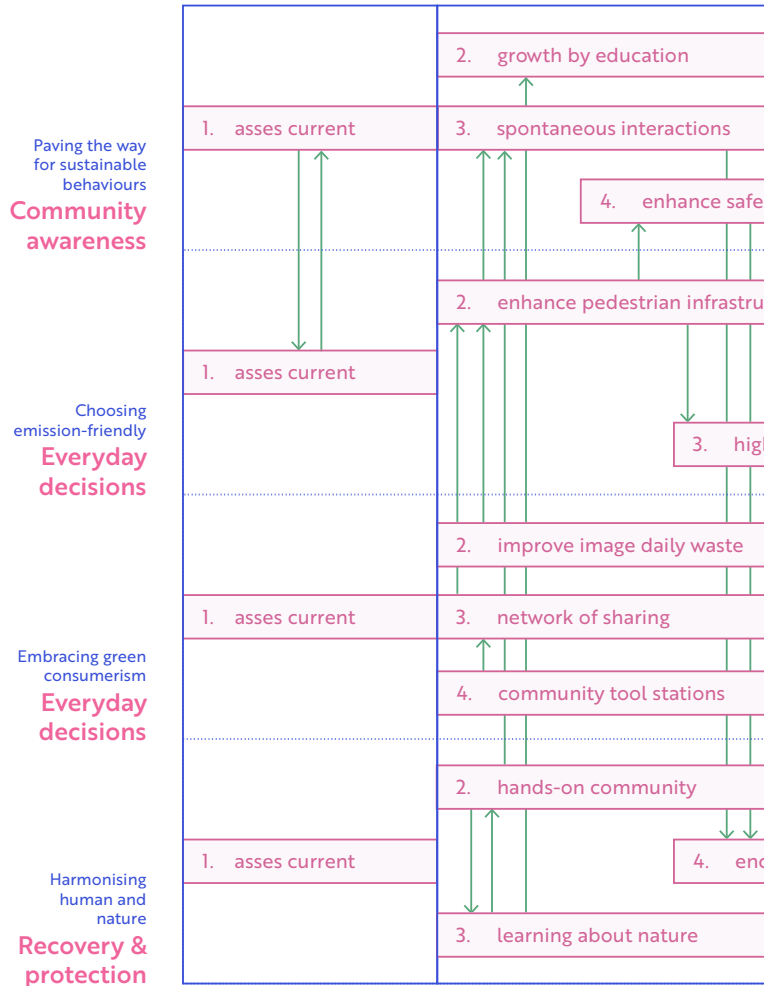 2. growth by education
1. asses current
3. spontaneous interactions
Paving the way
for sustainable
behaviours
Community
awareness
4. enhance safe
2. enhance pedestrian infrastru
1. asses current
Choosing
emission-friendly
Everyday
decisions
3. hig
2. improve image daily waste
1. asses current
3. network of sharing
Embracing green
consumerism
Everyday
decisions
4. community tool stations
2. hands-on community
1. asses current
4.
Harmonising
human and
nature
Recovery &
protection
3. learning about nature